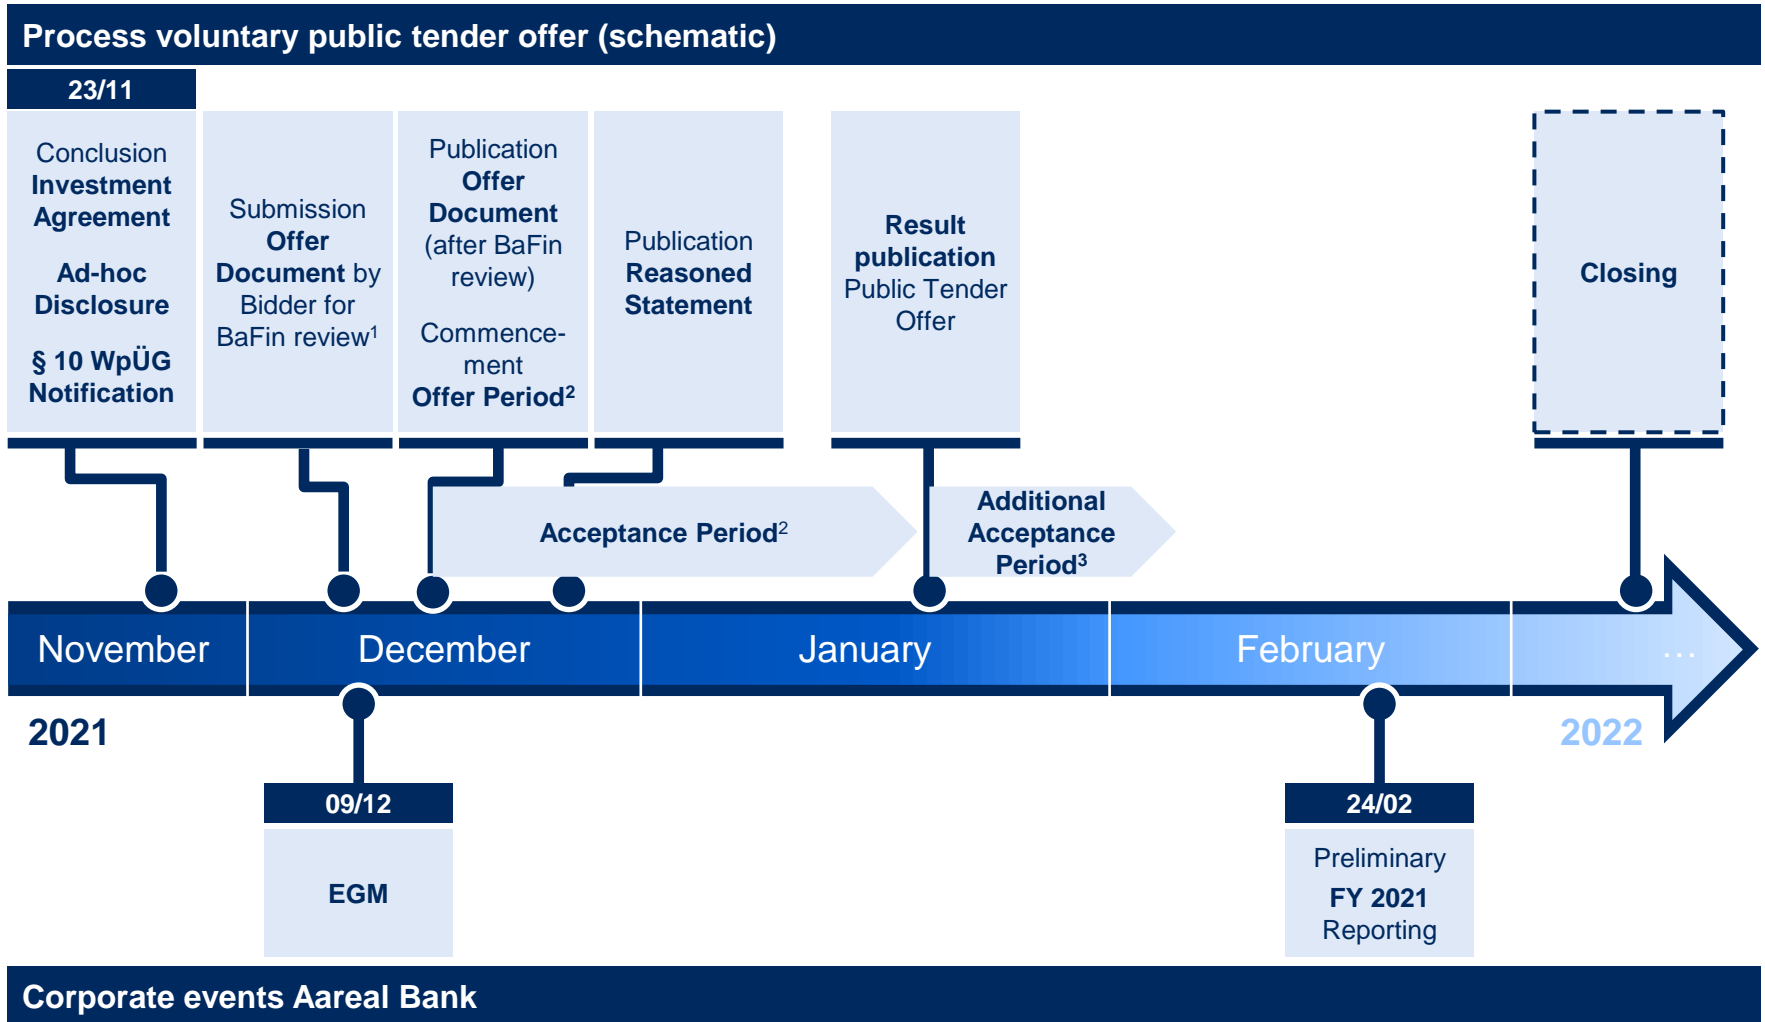 Process voluntary public tender offer (schematic)
23/11
Conclusion
Investment
Agreement
Ad-hoc
Disclosure
§ 10 WpÜG
Notification
Submission
Offer
Document by
Bidder for
BaFin review¹
Publication
Offer
Document
(after BaFin
review)
Commence-
ment
Offer Period²
Publication
Reasoned
Statement
Result
publication
Public Tender
Offer
Closing
Acceptance Period²
Additional
Acceptance
Period³
November
December
January
February
...
2021
2022
09/12
EGM
24/02
Preliminary
FY 2021
Reporting
Corporate events Aareal Bank